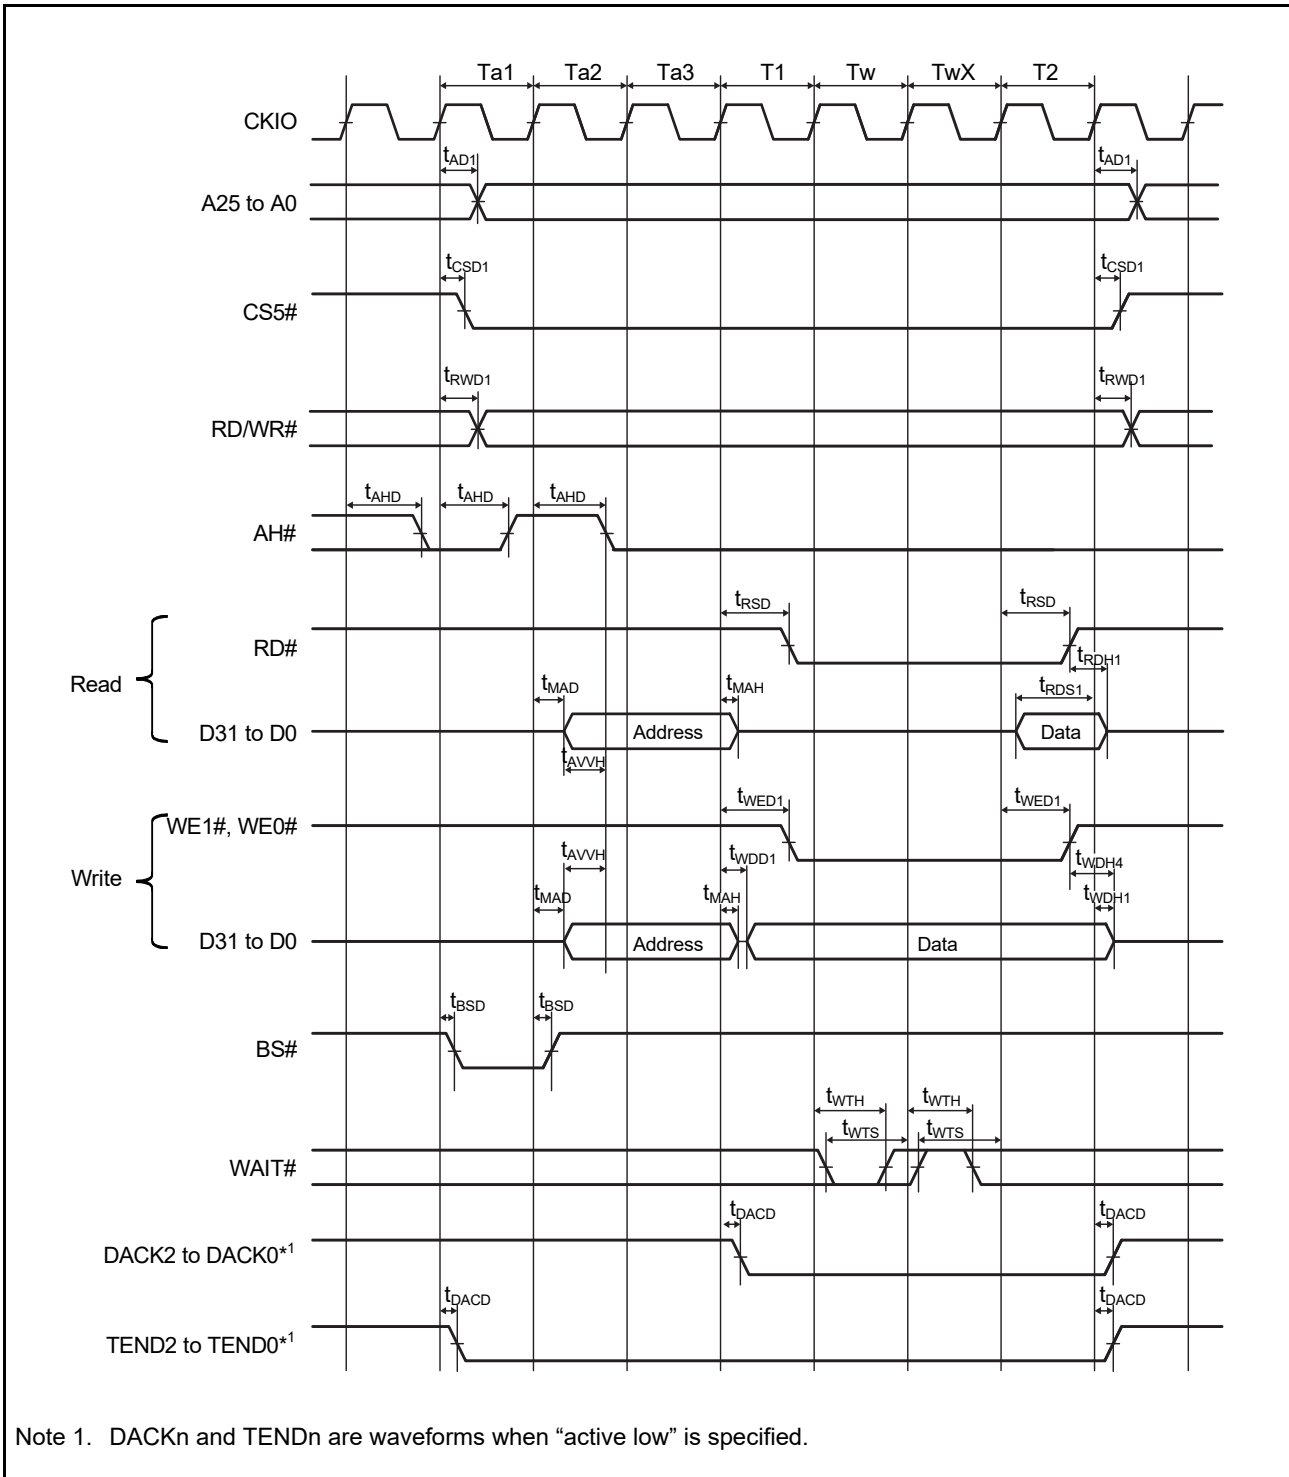 Ta1 Ta2 Ta3 T1 Tw TwX T2
CKIO
tAD1 tAD1
A25 to A0
tCSD1 tCSD1
CS5#
tRWD1 tRWD1
RD/WR#
tAHD tAHD tAHD
AH#
tRSD tRSD
RD#
tRDH1
Read
tMAD tMAH tRDS1
D31 to D0 Address Data
tAVVH
tWED1 tWED1
WE1#, WE0#
tAVVH tWDD1 tWDH4
Write
tMAD tMAH tWDH1
D31 to D0 Address Data
tBSD tBSD
BS#
tWTH tWTH
tWTS tWTS
WAIT#
tDACD tDACD
DACK2 to DACK0*1
tDACD tDACD
TEND2 to TEND0*1
Note 1. DACKn and TENDn are waveforms when “active low” is specified.